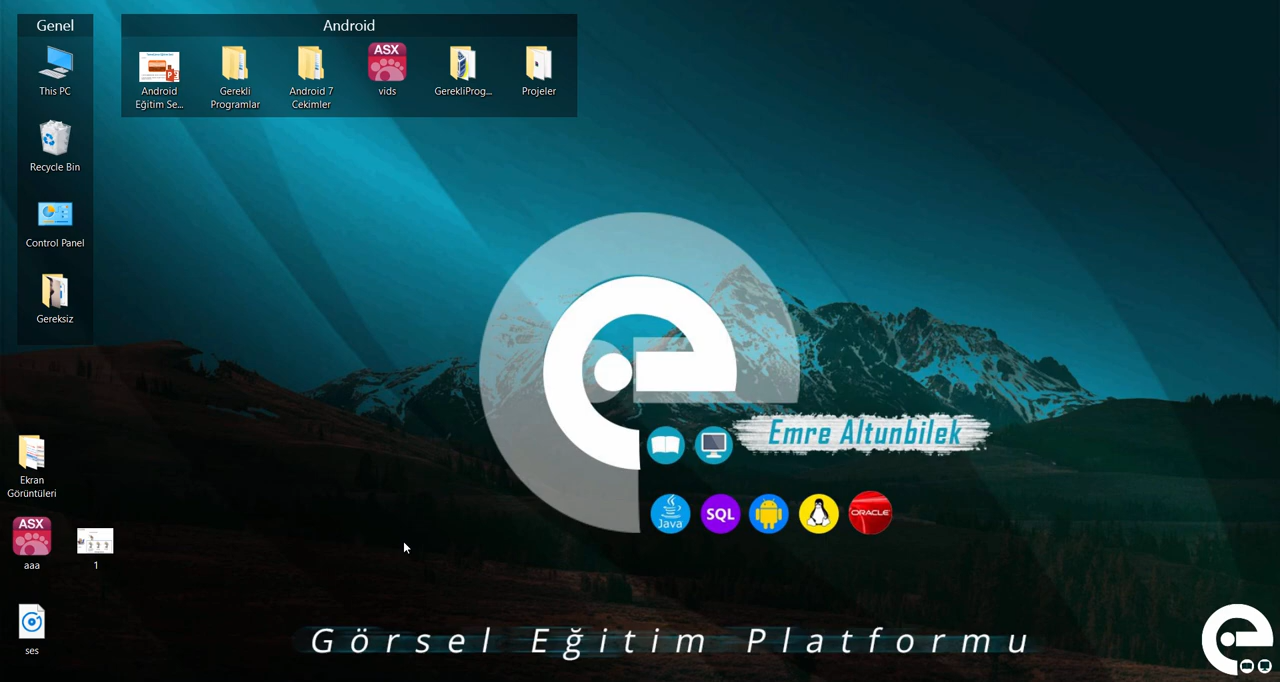 Genel
This PC
Recycle Bin
Control Panel
Gereksiz
Android
Android
Eğitim Se...
Gerekli
Programlar
Android 7
Cekimler
ASX
vids
GerekliProg...
Projeler
Ekran
Görüntüleri
ASX
aaa
1
ses
Emre Altunbilek
Java
SQL
ORACLE
Görsel Eğitim Platformu